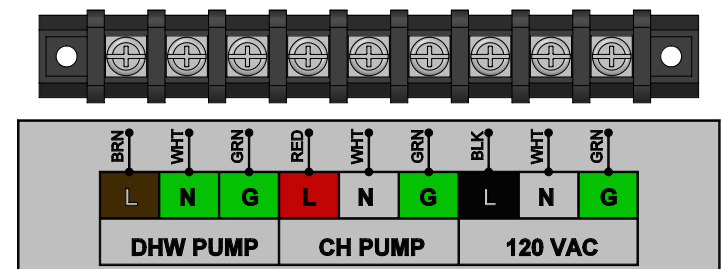 BRN WHT GRN RED WHT GRN BLK WHT GRN
L N G L N G L N G
DHW PUMP CH PUMP 120 VAC